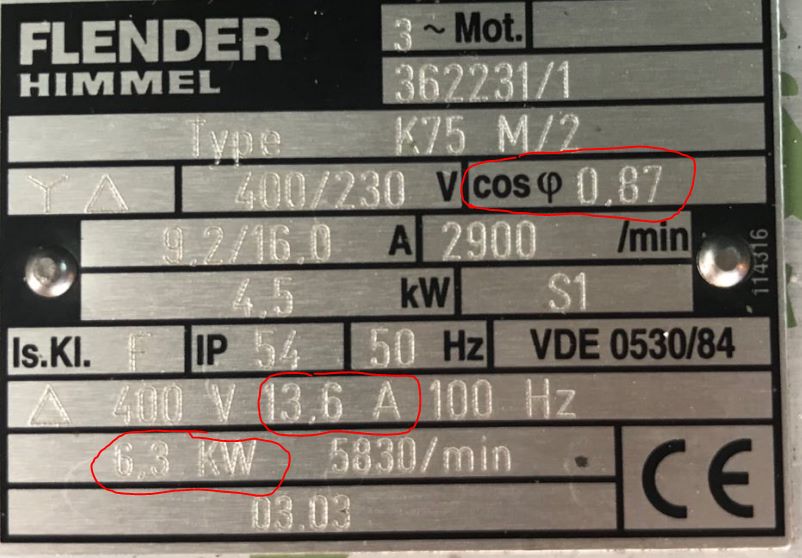 FLENDER
HIMMEL
3 ~ Mot.
362231/1
Type K75 M/2
Y △ 400/230 V cos φ 0,87
9.2/16.0 A 2900 /min
4.5 kW S1
Is.Kl. F IP 54 50 Hz VDE 0530/84
△ 400 V 13,6 A 100 Hz
6,3 KW 5830/min
03.03
CE
114316